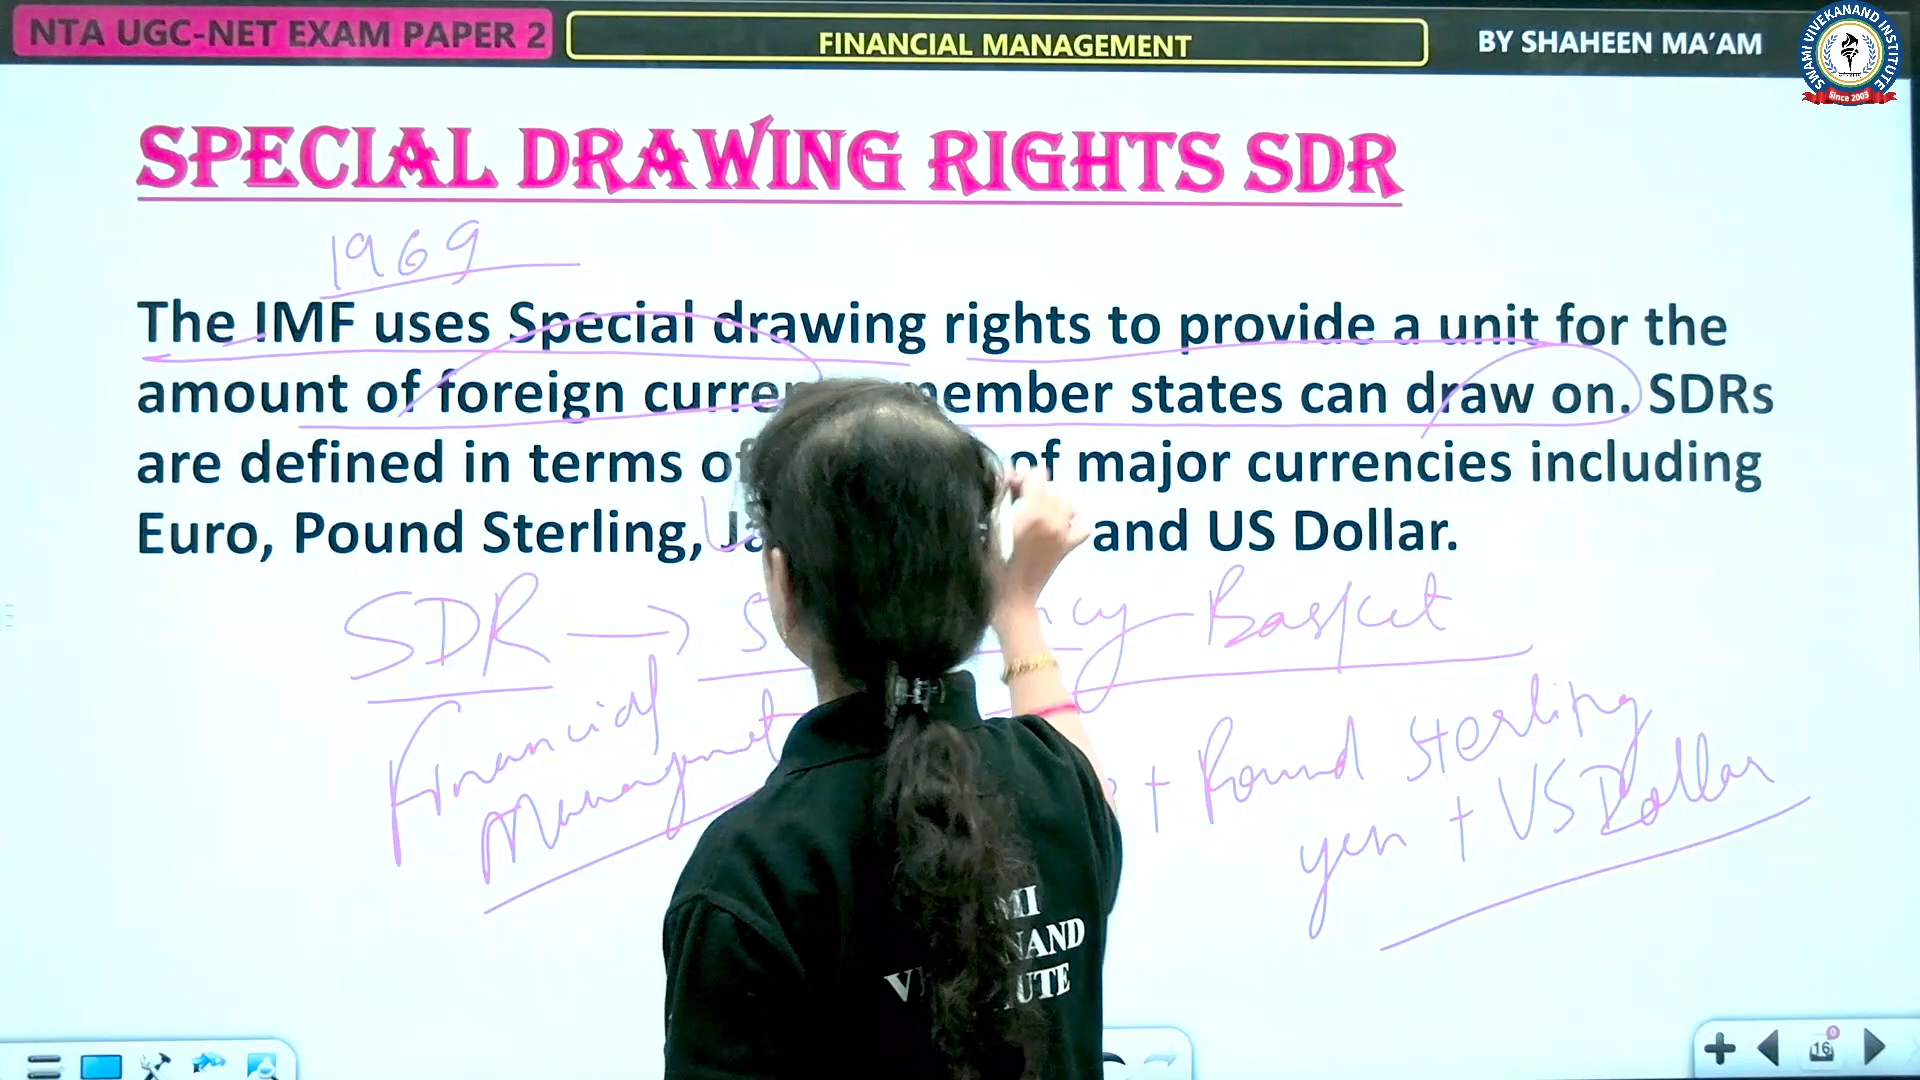 NTA UGC-NET EXAM PAPER 2
FINANCIAL MANAGEMENT
BY SHAHEEN MA'AM
SWAMI VIVEKANAND INSTITUTE
Since 2003
SPECIAL DRAWING RIGHTS SDR
1969
The IMF uses Special drawing rights to provide a unit for the
amount of foreign member states can draw on. SDRs
are defined in terms of major currencies including
Euro, Pound Sterling, and US Dollar.
SDR → Basket
Financial
Managemet
+ Pound Sterling
yen + US Dollar
16
0